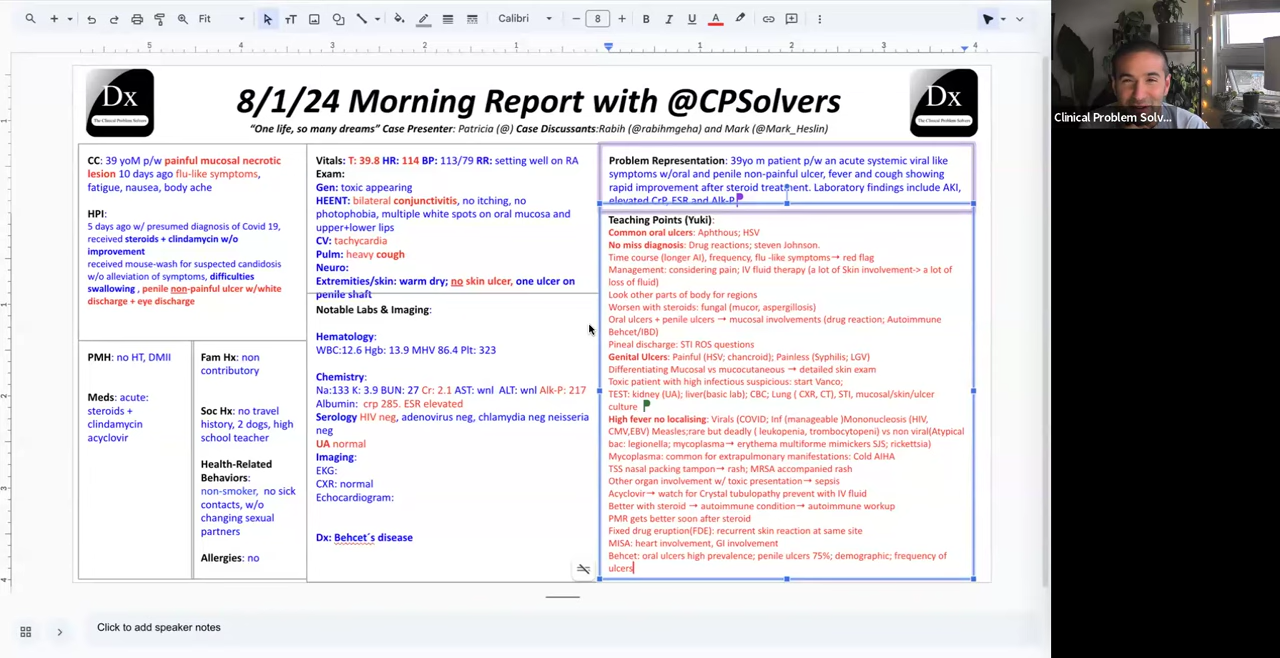 Fit
Calibri
8
5
4
3
2
1
1
2
3
4
Dx
The Clinical Problem Solvers
8/1/24 Morning Report with @CPSolvers
"One life, so many dreams" Case Presenter: Patricia (@) Case Discussants:Rabih (@rabihmgeha) and Mark (@Mark_Heslin)
Dx
The Clinical Problem Solvers
CC: 39 yoM p/w painful mucosal necrotic
lesion 10 days ago flu-like symptoms,
fatigue, nausea, body ache
HPI:
5 days ago w/ presumed diagnosis of Covid 19,
received steroids + clindamycin w/o
improvement
received mouse-wash for suspected candidosis
w/o alleviation of symptoms, difficulties
swallowing , penile non-painful ulcer w/white
discharge + eye discharge
PMH: no HT, DMII
Meds: acute:
steroids +
clindamycin
acyclovir
Fam Hx: non
contributory
Soc Hx: no travel
history, 2 dogs, high
school teacher
Health-Related
Behaviors:
non-smoker, no sick
contacts, w/o
changing sexual
partners
Allergies: no
Vitals: T: 39.8 HR: 114 BP: 113/79 RR: setting well on RA
Exam:
Gen: toxic appearing
HEENT: bilateral conjunctivitis, no itching, no
photophobia, multiple white spots on oral mucosa and
upper+lower lips
CV: tachycardia
Pulm: heavy cough
Neuro:
Extremities/skin: warm dry; no skin ulcer, one ulcer on
penile shaft
Notable Labs & Imaging:
Hematology:
WBC:12.6 Hgb: 13.9 MHV 86.4 Plt: 323
Chemistry:
Na:133 K: 3.9 BUN: 27 Cr: 2.1 AST: wnl ALT: wnl Alk-P: 217
Albumin: crp 285. ESR elevated
Serology HIV neg, adenovirus neg, chlamydia neg neisseria
neg
UA normal
Imaging:
EKG:
CXR: normal
Echocardiogram:
Dx: Behcet´s disease
Problem Representation: 39yo m patient p/w an acute systemic viral like
symptoms w/oral and penile non-painful ulcer, fever and cough showing
rapid improvement after steroid treatment. Laboratory findings include AKI,
elevated CrP, ESR and Alk-P
Teaching Points (Yuki):
Common oral ulcers: Aphthous; HSV
No miss diagnosis: Drug reactions; steven Johnson.
Time course (longer AI), frequency, flu -like symptoms→ red flag
Management: considering pain; IV fluid therapy (a lot of Skin involvement-> a lot of
loss of fluid)
Look other parts of body for regions
Worsen with steroids: fungal (mucor, aspergillosis)
Oral ulcers + penile ulcers → mucosal involvements (drug reaction; Autoimmune
Behcet/IBD)
Pineal discharge: STI ROS questions
Genital Ulcers: Painful (HSV; chancroid); Painless (Syphilis; LGV)
Differentiating Mucosal vs mucocutaneous → detailed skin exam
Toxic patient with high infectious suspicious: start Vanco;
TEST: kidney (UA); liver(basic lab); CBC; Lung ( CXR, CT), STI, mucosal/skin/ulcer
culture
High fever no localising: Virals (COVID; Inf (manageable )Mononucleosis (HIV,
CMV,EBV) Measles;rare but deadly ( leukopenia, trombocytopeni) vs non viral(Atypical
bac: legionella; mycoplasma→ erythema multiforme mimickers SJS; rickettsia)
Mycoplasma: common for extrapulmonary manifestations: Cold AIHA
TSS nasal packing tampon→ rash; MRSA accompanied rash
Other organ involvement w/ toxic presentation→ sepsis
Acyclovir→ watch for Crystal tubulopathy prevent with IV fluid
Better with steroid → autoimmune condition→ autoimmune workup
PMR gets better soon after steroid
Fixed drug eruption(FDE): recurrent skin reaction at same site
MISA: heart involvement, GI involvement
Behcet: oral ulcers high prevalence; penile ulcers 75%; demographic; frequency of
ulcers
Click to add speaker notes
Clinical Problem Solv...